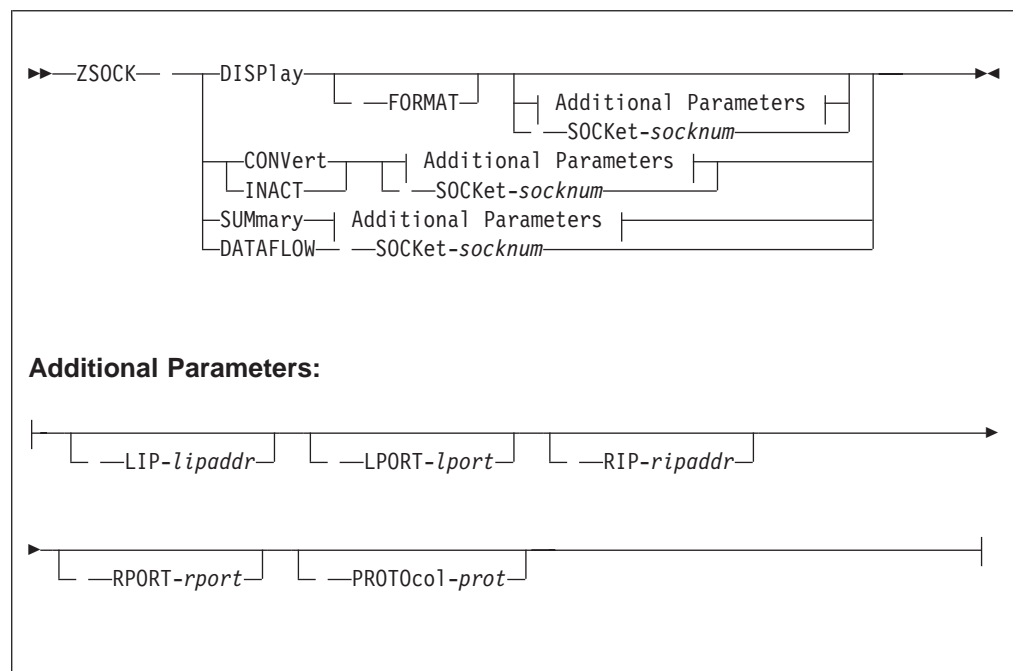 ZSOCK DISPlay
FORMAT Additional Parameters
SOCKet-socknum
CONVert Additional Parameters
INACT SOCKet-socknum
SUMmary Additional Parameters
DATAFLOW SOCKet-socknum
Additional Parameters:
LIP-lipaddr LPORT-lport RIP-ripaddr
RPORT-rport PROTOcol-prot